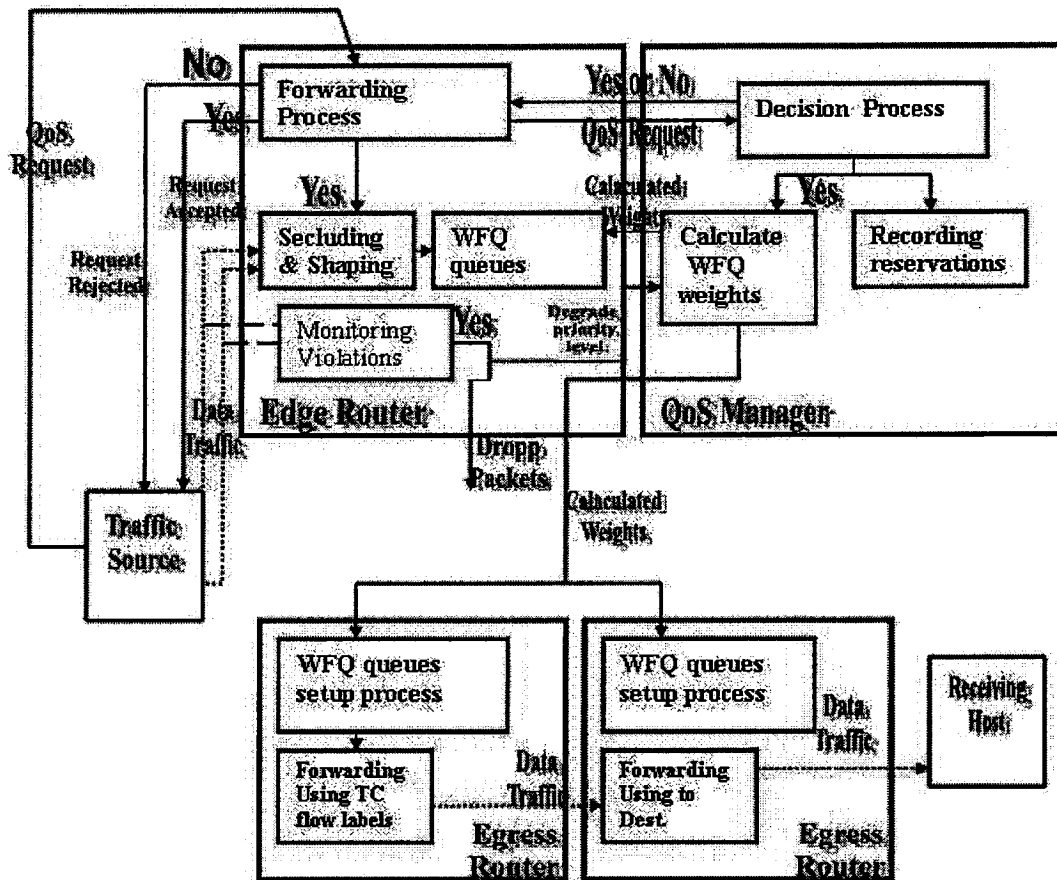 No
Forwarding
Process
Yes or No
Decision Process
QoS
Request
Yes
QoS Request
Request
Accepted
Yes
Calaculated
Weights
Yes
Secluding
& Shaping
WFQ
queues
Calculate
WFQ
weights
Recording
reservations
Request
Rejected
Monitoring
Violations
Yes
Degrade
priority
level
Edge Router
QoS Manager
Data
Traffic
Dropp
Packets
Calaculated
Weights
Traffic
Source
WFQ queues
setup process
WFQ queues
setup process
Receiving
Host
Data
Traffic
Forwarding
Using TC
flow labels
Data
Traffic
Forwarding
Using to
Dest.
Egress
Router
Egress
Router